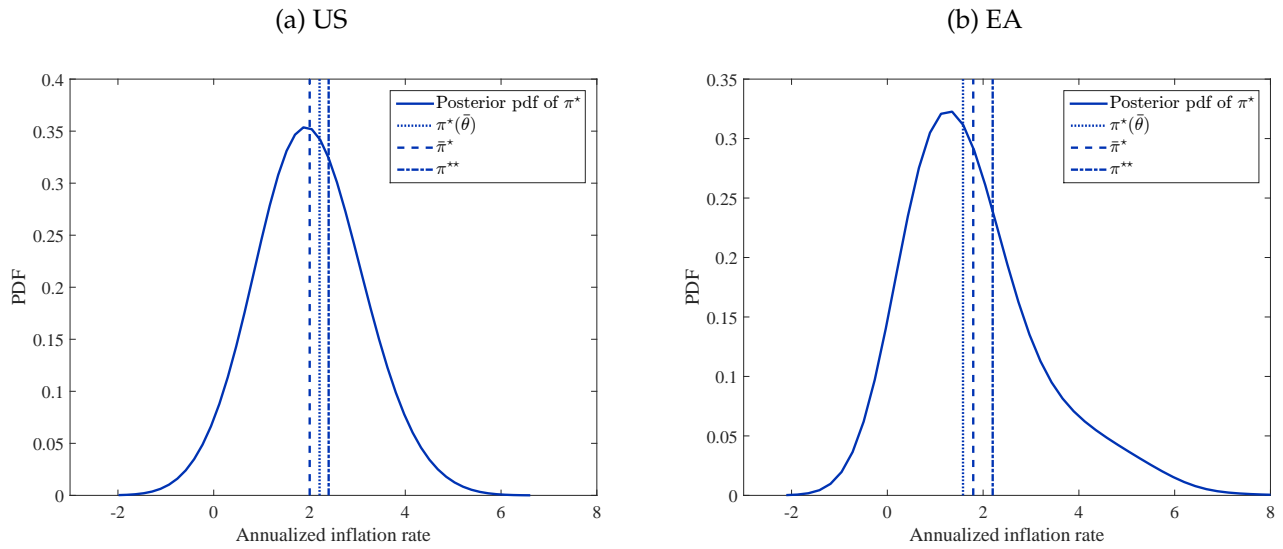 (a) US
0.4
0.35
0.3
0.25
0.2
0.15
0.1
0.05
0
PDF
-2 0 2 4 6 8
Annualized inflation rate
Posterior pdf of π⋆
π⋆(θ̄)
π̄⋆
π⋆⋆
(b) EA
0.35
0.3
0.25
0.2
0.15
0.1
0.05
0
PDF
-2 0 2 4 6 8
Annualized inflation rate
Posterior pdf of π⋆
π⋆(θ̄)
π̄⋆
π⋆⋆